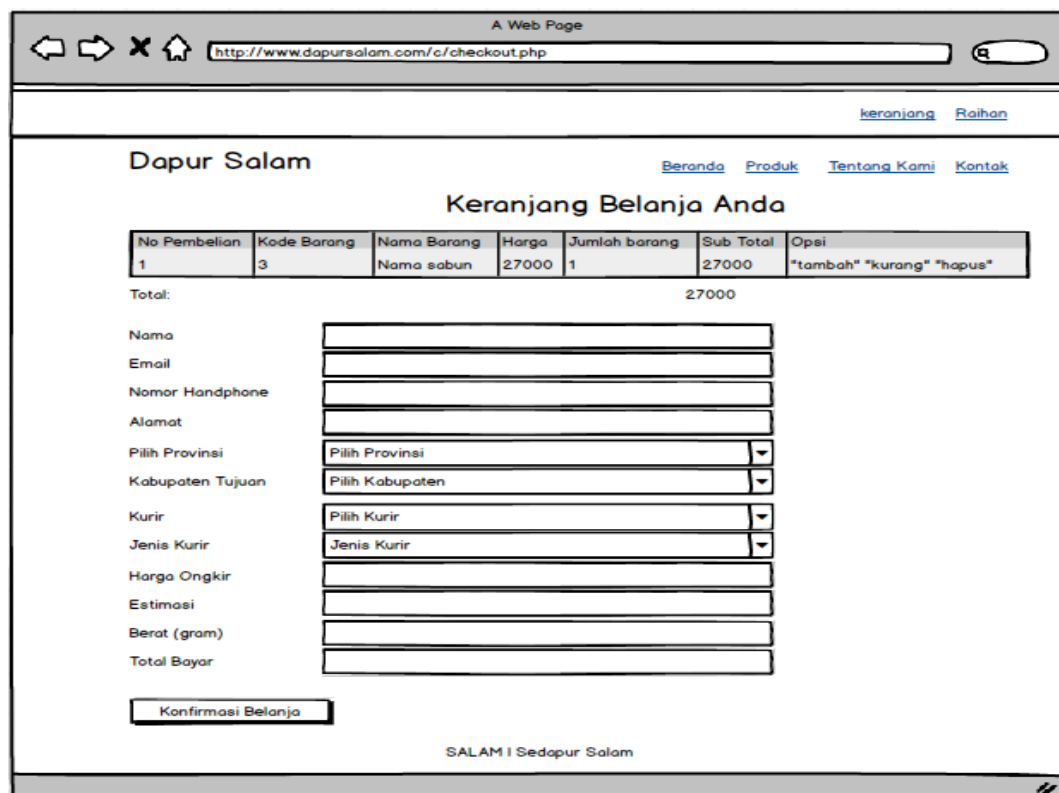 A Web Page
http://www.dapursalam.com/c/checkout.php
keranjang Raihan
Dapur Salam
Beranda Produk Tentang Kami Kontak
Keranjang Belanja Anda
No Pembelian Kode Barang Nama Barang Harga Jumlah barang Sub Total Opsi
1 3 Nama sabun 27000 1 27000 "tambah" "kurang" "hapus"
Total: 27000
Nama
Email
Nomor Handphone
Alamat
Pilih Provinsi Pilih Provinsi
Kabupaten Tujuan Pilih Kabupaten
Kurir Pilih Kurir
Jenis Kurir Jenis Kurir
Harga Ongkir
Estimasi
Berat (gram)
Total Bayar
Konfirmasi Belanja
SALAM | Sedapur Salam